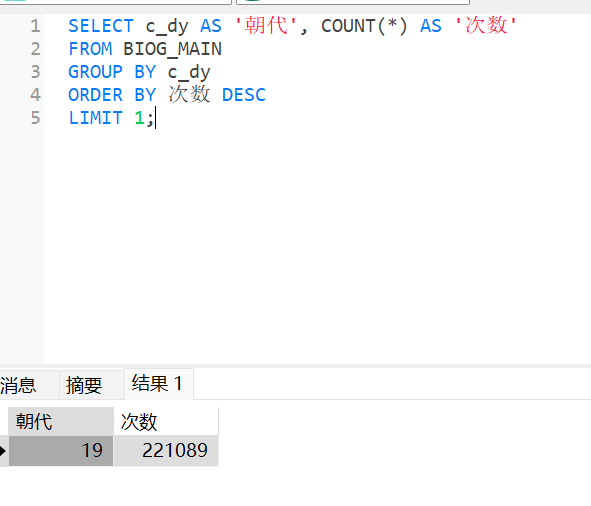 1 SELECT c_dy AS '朝代', COUNT(*) AS '次数'
2 FROM BIOG_MAIN
3 GROUP BY c_dy
4 ORDER BY 次数 DESC
5 LIMIT 1;
消息 摘要 结果 1
朝代 次数
19 221089